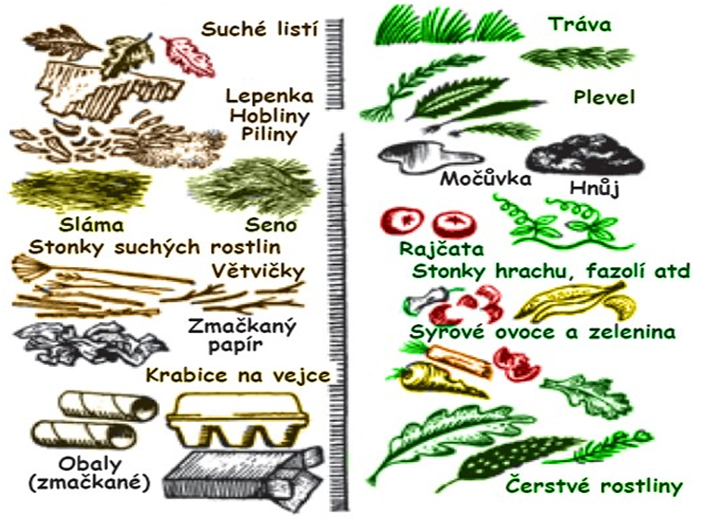 Suché listí
Lepenka
Hobliny
Piliny
Sláma
Seno
Stonky suchých rostlin
Větvičky
Zmačkaný
papír
Krabice na vejce
Obaly
(zmačkané)
Tráva
Plevel
Močůvka
Hnůj
Rajčata
Stonky hrachu, fazolí atd
Syrové ovoce a zelenina
Čerstvé rostliny